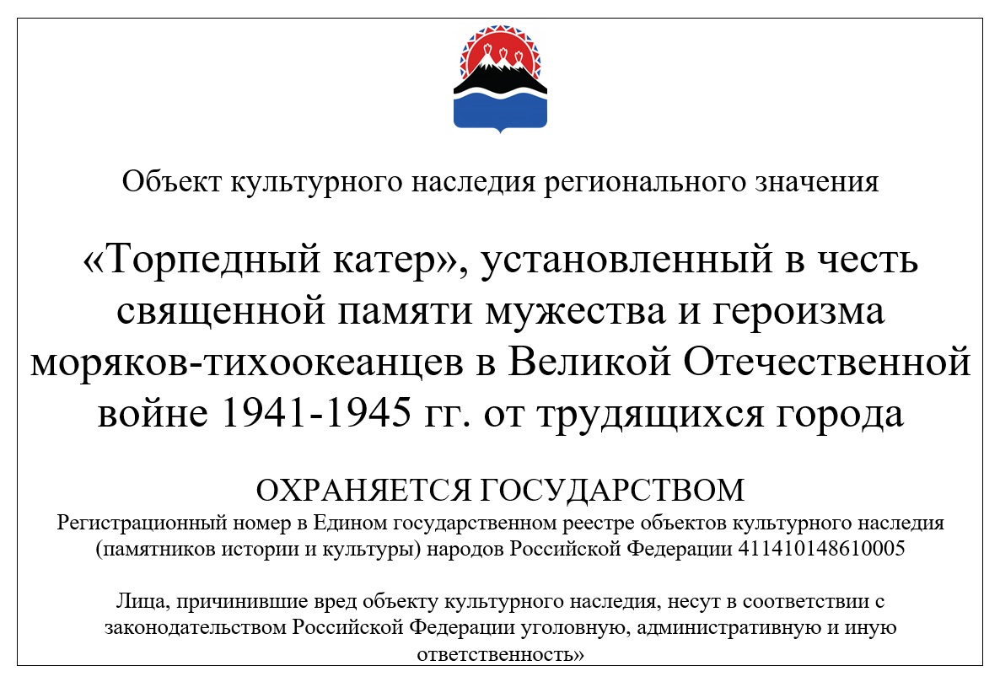 Объект культурного наследия регионального значения
«Торпедный катер», установленный в честь
священной памяти мужества и героизма
моряков-тихоокеанцев в Великой Отечественной
войне 1941-1945 гг. от трудящихся города
ОХРАНЯЕТСЯ ГОСУДАРСТВОМ
Регистрационный номер в Едином государственном реестре объектов культурного наследия
(памятников истории и культуры) народов Российской Федерации 411410148610005
Лица, причинившие вред объекту культурного наследия, несут в соответствии с
законодательством Российской Федерации уголовную, административную и иную
ответственность»